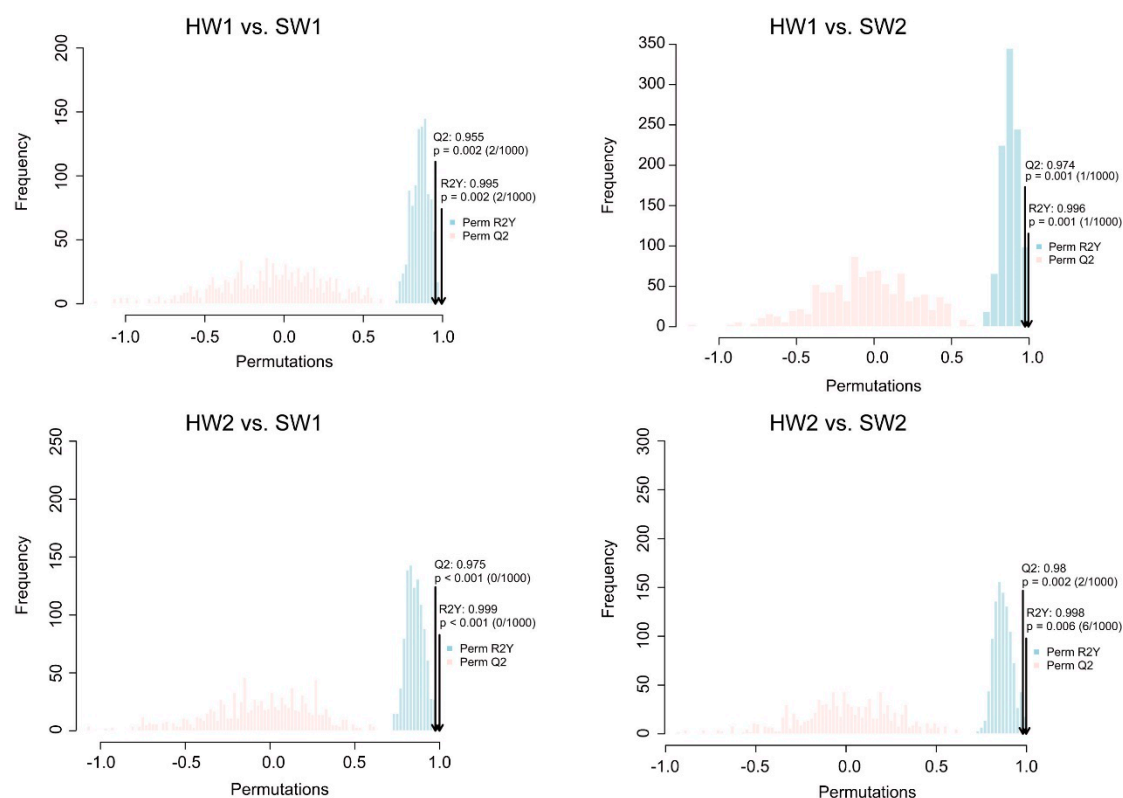 HW1 vs. SW1
200
150
100
50
0
Frequency
Q2: 0.955
p = 0.002 (2/1000)
R2Y: 0.995
p = 0.002 (2/1000)
Perm R2Y
Perm Q2
-1.0 -0.5 0.0 0.5 1.0
Permutations
HW1 vs. SW2
350
300
250
200
150
100
50
0
Frequency
Q2: 0.974
p = 0.001 (1/1000)
R2Y: 0.996
p = 0.001 (1/1000)
Perm R2Y
Perm Q2
-1.0 -0.5 0.0 0.5 1.0
Permutations
HW2 vs. SW1
250
200
150
100
50
0
Frequency
Q2: 0.975
p < 0.001 (0/1000)
R2Y: 0.999
p < 0.001 (0/1000)
Perm R2Y
Perm Q2
-1.0 -0.5 0.0 0.5 1.0
Permutations
HW2 vs. SW2
300
250
200
150
100
50
0
Frequency
Q2: 0.98
p = 0.002 (2/1000)
R2Y: 0.998
p = 0.006 (6/1000)
Perm R2Y
Perm Q2
-1.0 -0.5 0.0 0.5 1.0
Permutations